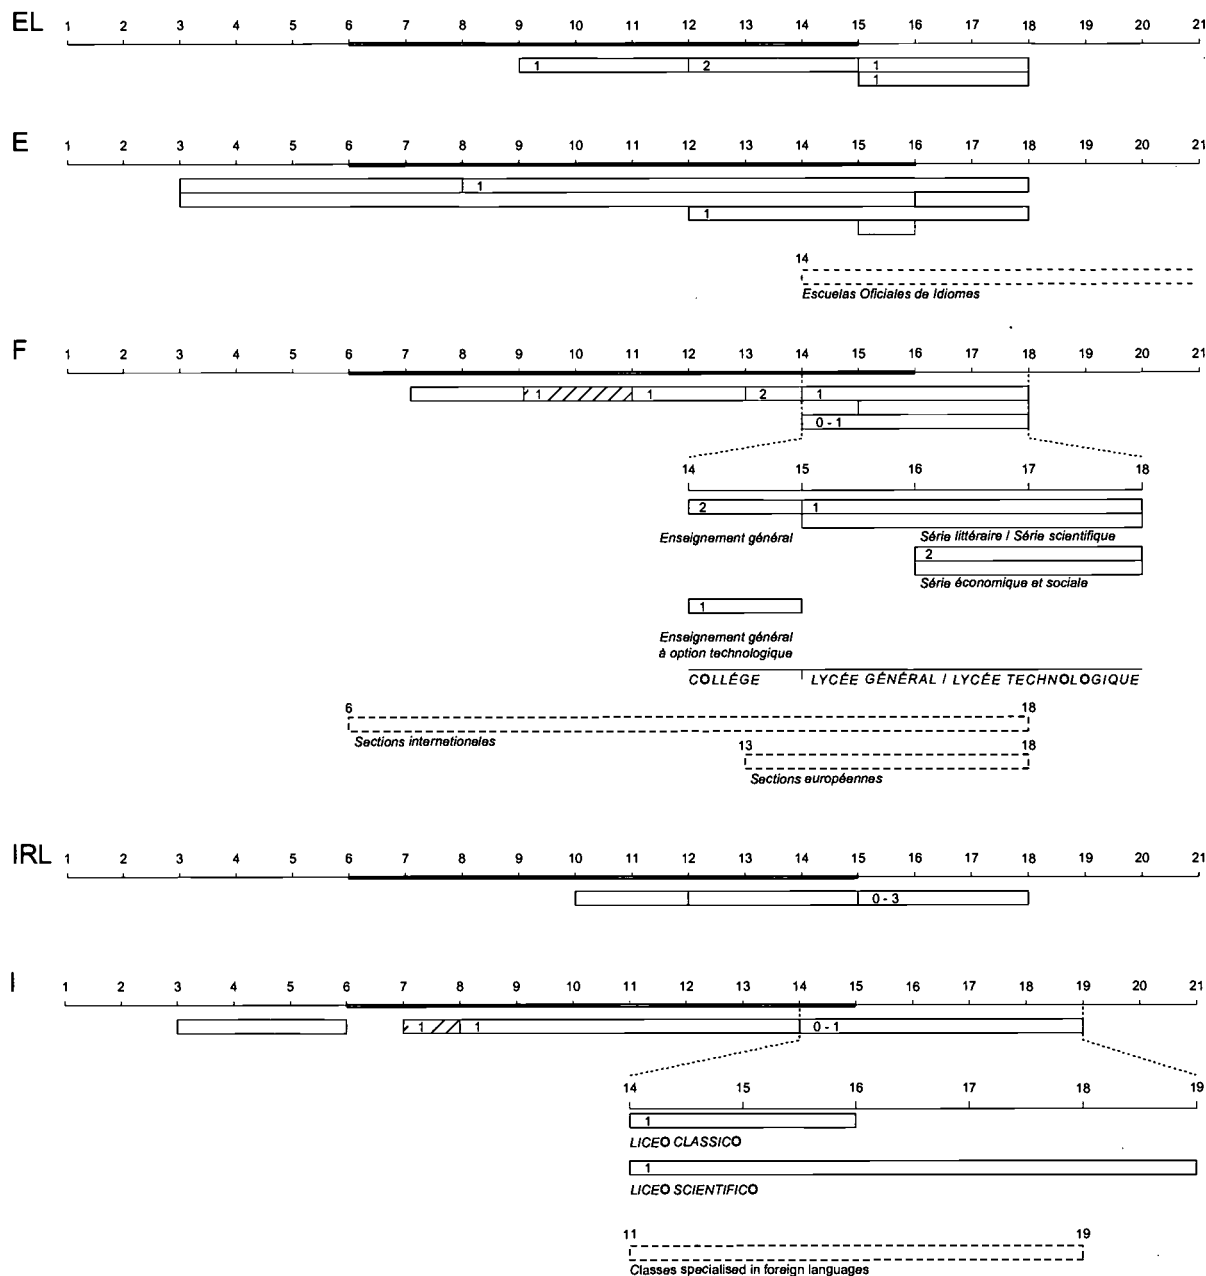 EL
1 2 3 4 5 6 7 8 9 10 11 12 13 14 15 16 17 18 19 20 21
1 2 1
1
E
1 2 3 4 5 6 7 8 9 10 11 12 13 14 15 16 17 18 19 20 21
1
1
14
Escuelas Oficiales de Idiomes
F
1 2 3 4 5 6 7 8 9 10 11 12 13 14 15 16 17 18 19 20 21
1 1 2 1
0 - 1
14 15 16 17 18
2 1
Enseignement général Série littéraire / Série scientifique
2
Série économique et sociale
1
Enseignement général
à option technologique
COLLÉGE LYCÉE GÉNÉRAL / LYCÉE TECHNOLOGIQUE
6 18
Sections internationales
13 18
Sections européennes
IRL
1 2 3 4 5 6 7 8 9 10 11 12 13 14 15 16 17 18 19 20 21
0 - 3
I
1 2 3 4 5 6 7 8 9 10 11 12 13 14 15 16 17 18 19 20 21
1 1 0 - 1
14 15 16 17 18 19
1
LICEO CLASSICO
1
LICEO SCIENTIFICO
11 19
Classes specialised in foreign languages